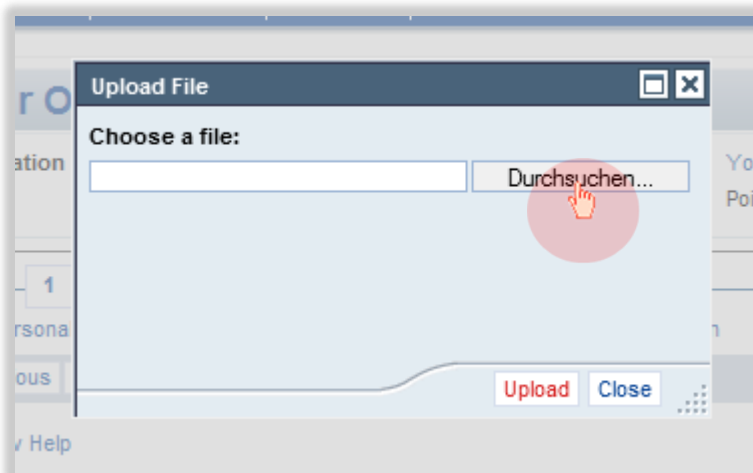 r O
Upload File
Choose a file:
ation
Durchsuchen...
Yo
Poi
1
rsona
n
ous
Upload
Close
v Help